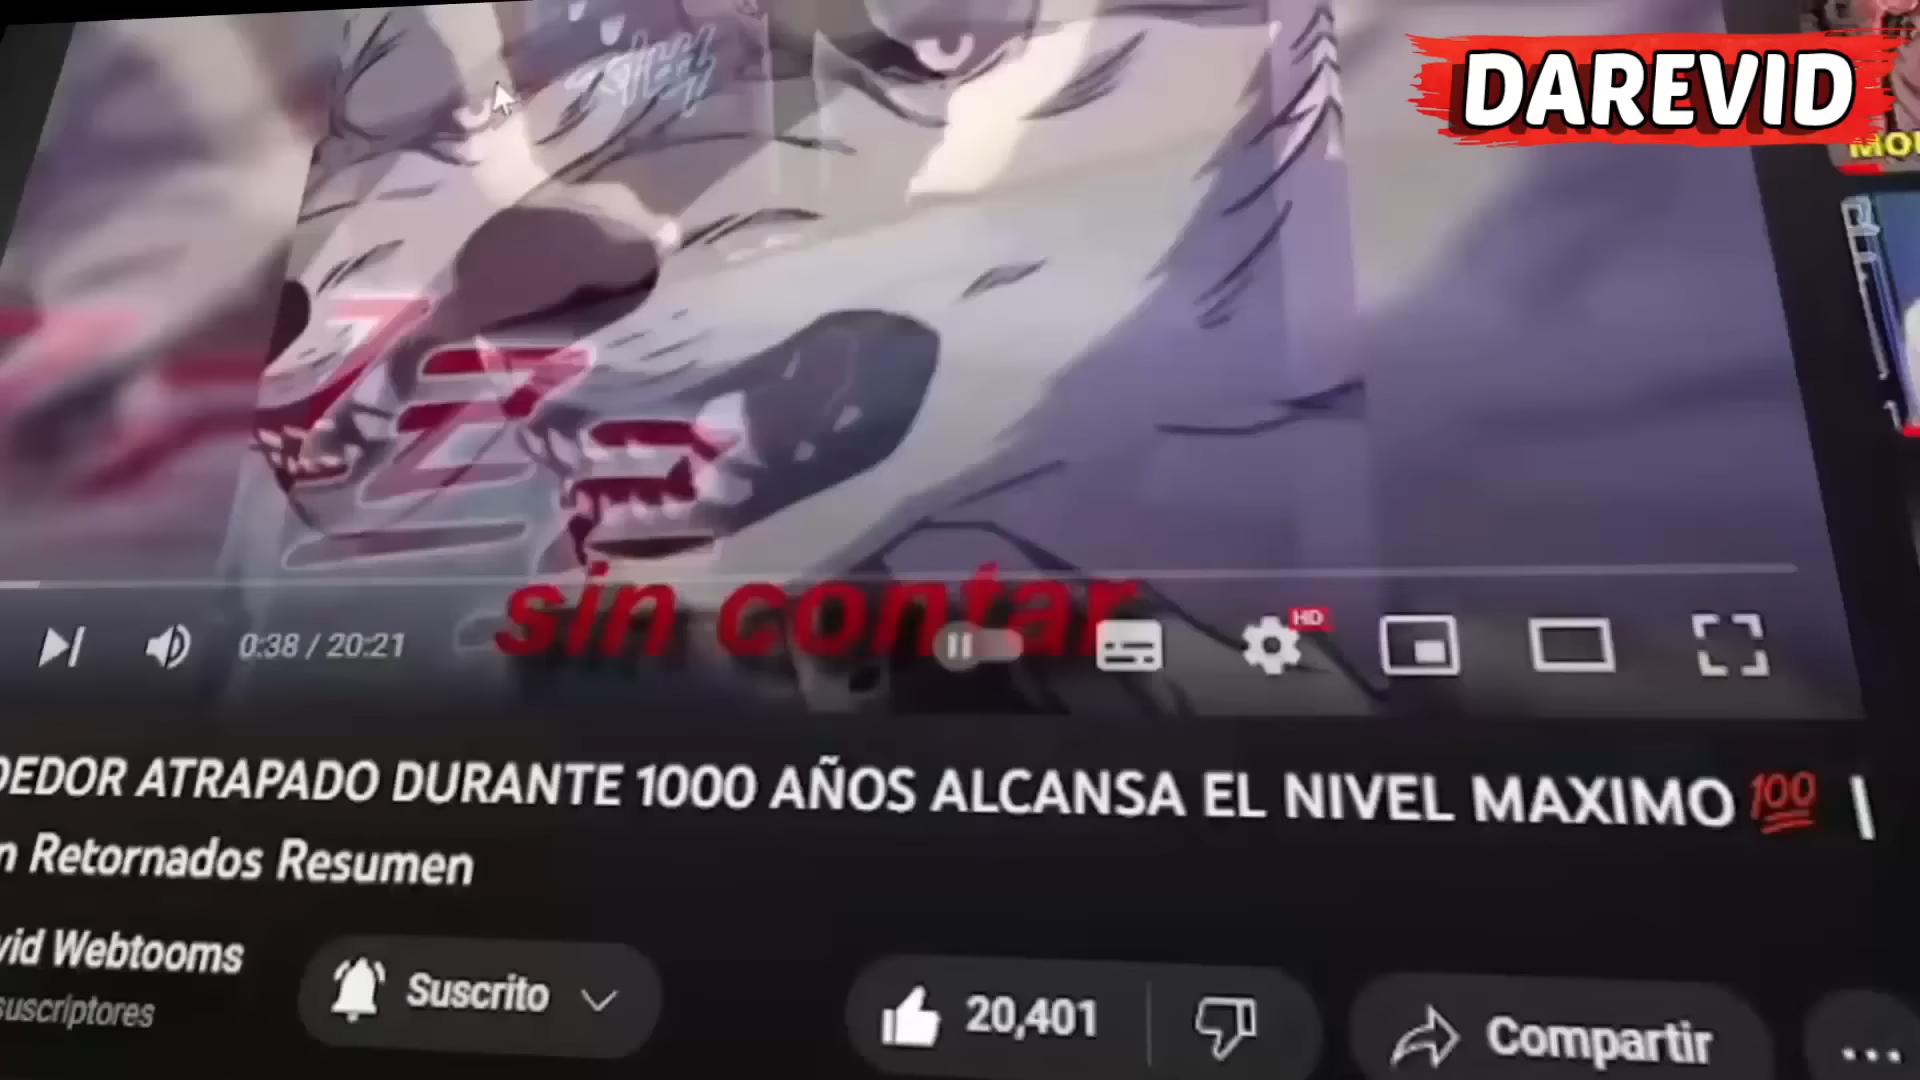 DAREVID
sin contar
HD
0:38 / 20:21
DEDOR ATRAPADO DURANTE 1000 AÑOS ALCANSA EL NIVEL MAXIMO 💯 |
n Retornados Resumen
vid Webtooms
Suscrito
20,401
Compartir
suscriptores